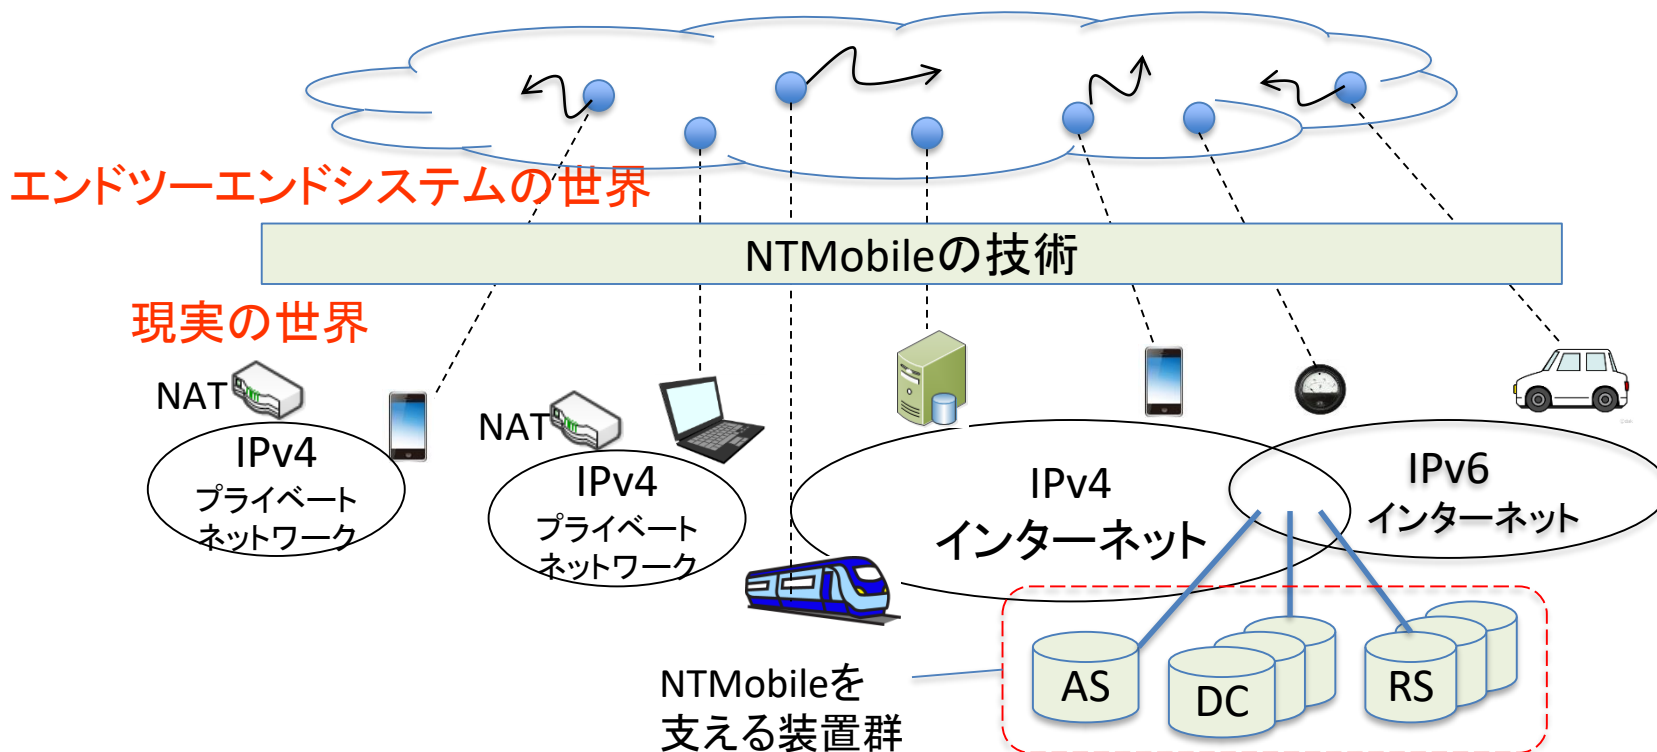 エンドツーエンドシステムの世界
NTMobileの技術
現実の世界
NAT
IPv4
プライベート
ネットワーク
NAT
IPv4
プライベート
ネットワーク
IPv4
インターネット
IPv6
インターネット
NTMobileを
支える装置群
AS
DC
RS